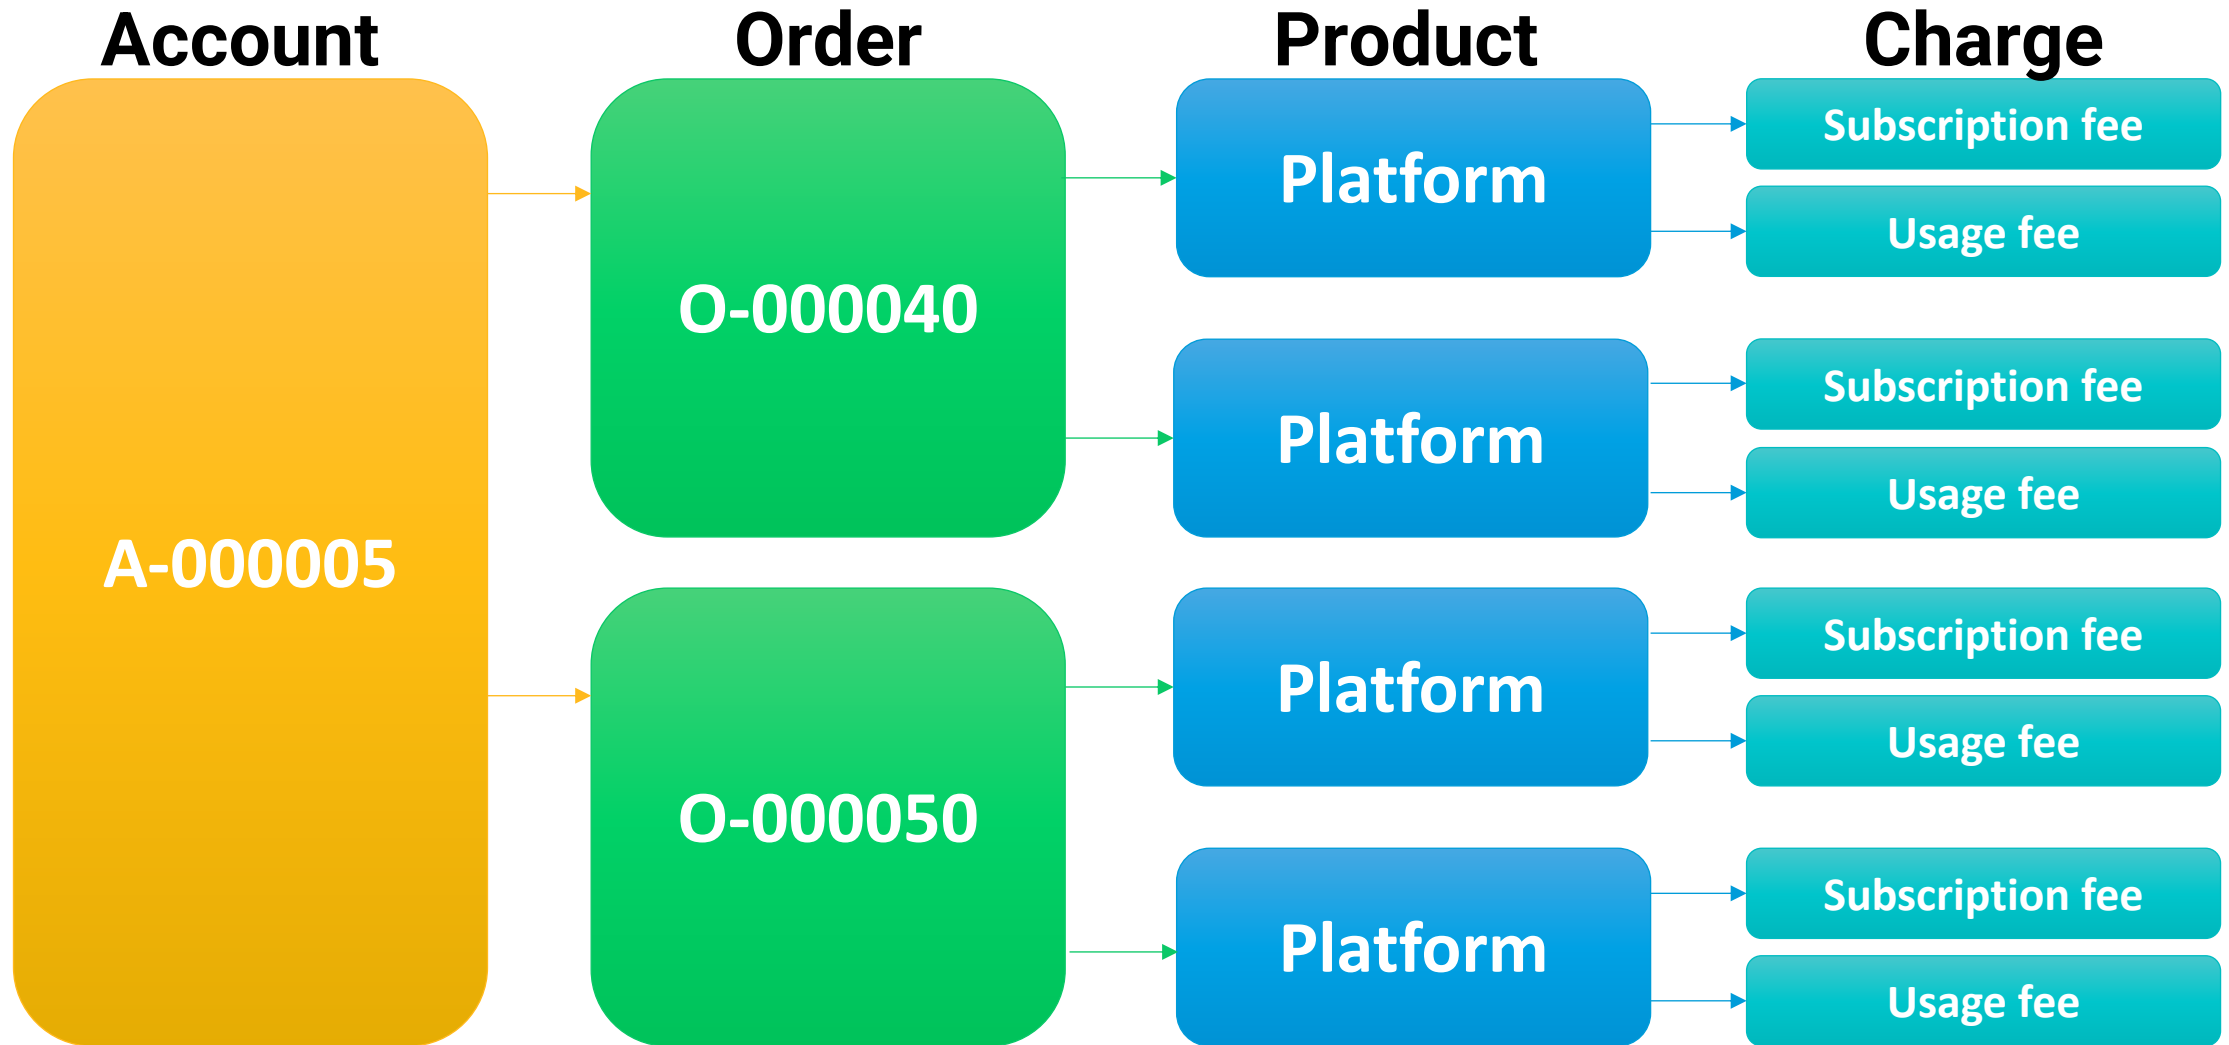 Account
Order
Product
Charge
A-000005
O-000040
Platform
Subscription fee
Usage fee
Platform
Subscription fee
Usage fee
O-000050
Platform
Subscription fee
Usage fee
Platform
Subscription fee
Usage fee